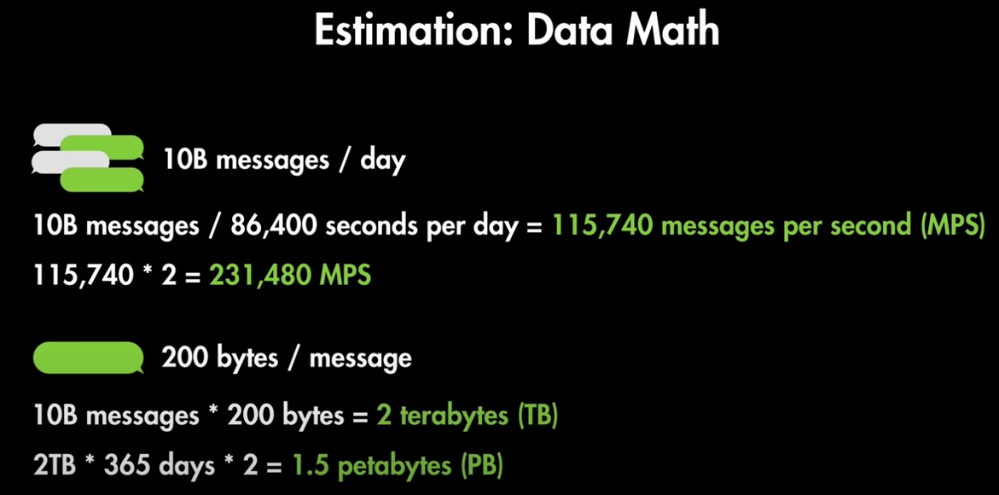 Estimation: Data Math
10B messages / day
10B messages / 86,400 seconds per day = 115,740 messages per second (MPS)
115,740 * 2 = 231,480 MPS
200 bytes / message
10B messages * 200 bytes = 2 terabytes (TB)
2TB * 365 days * 2 = 1.5 petabytes (PB)